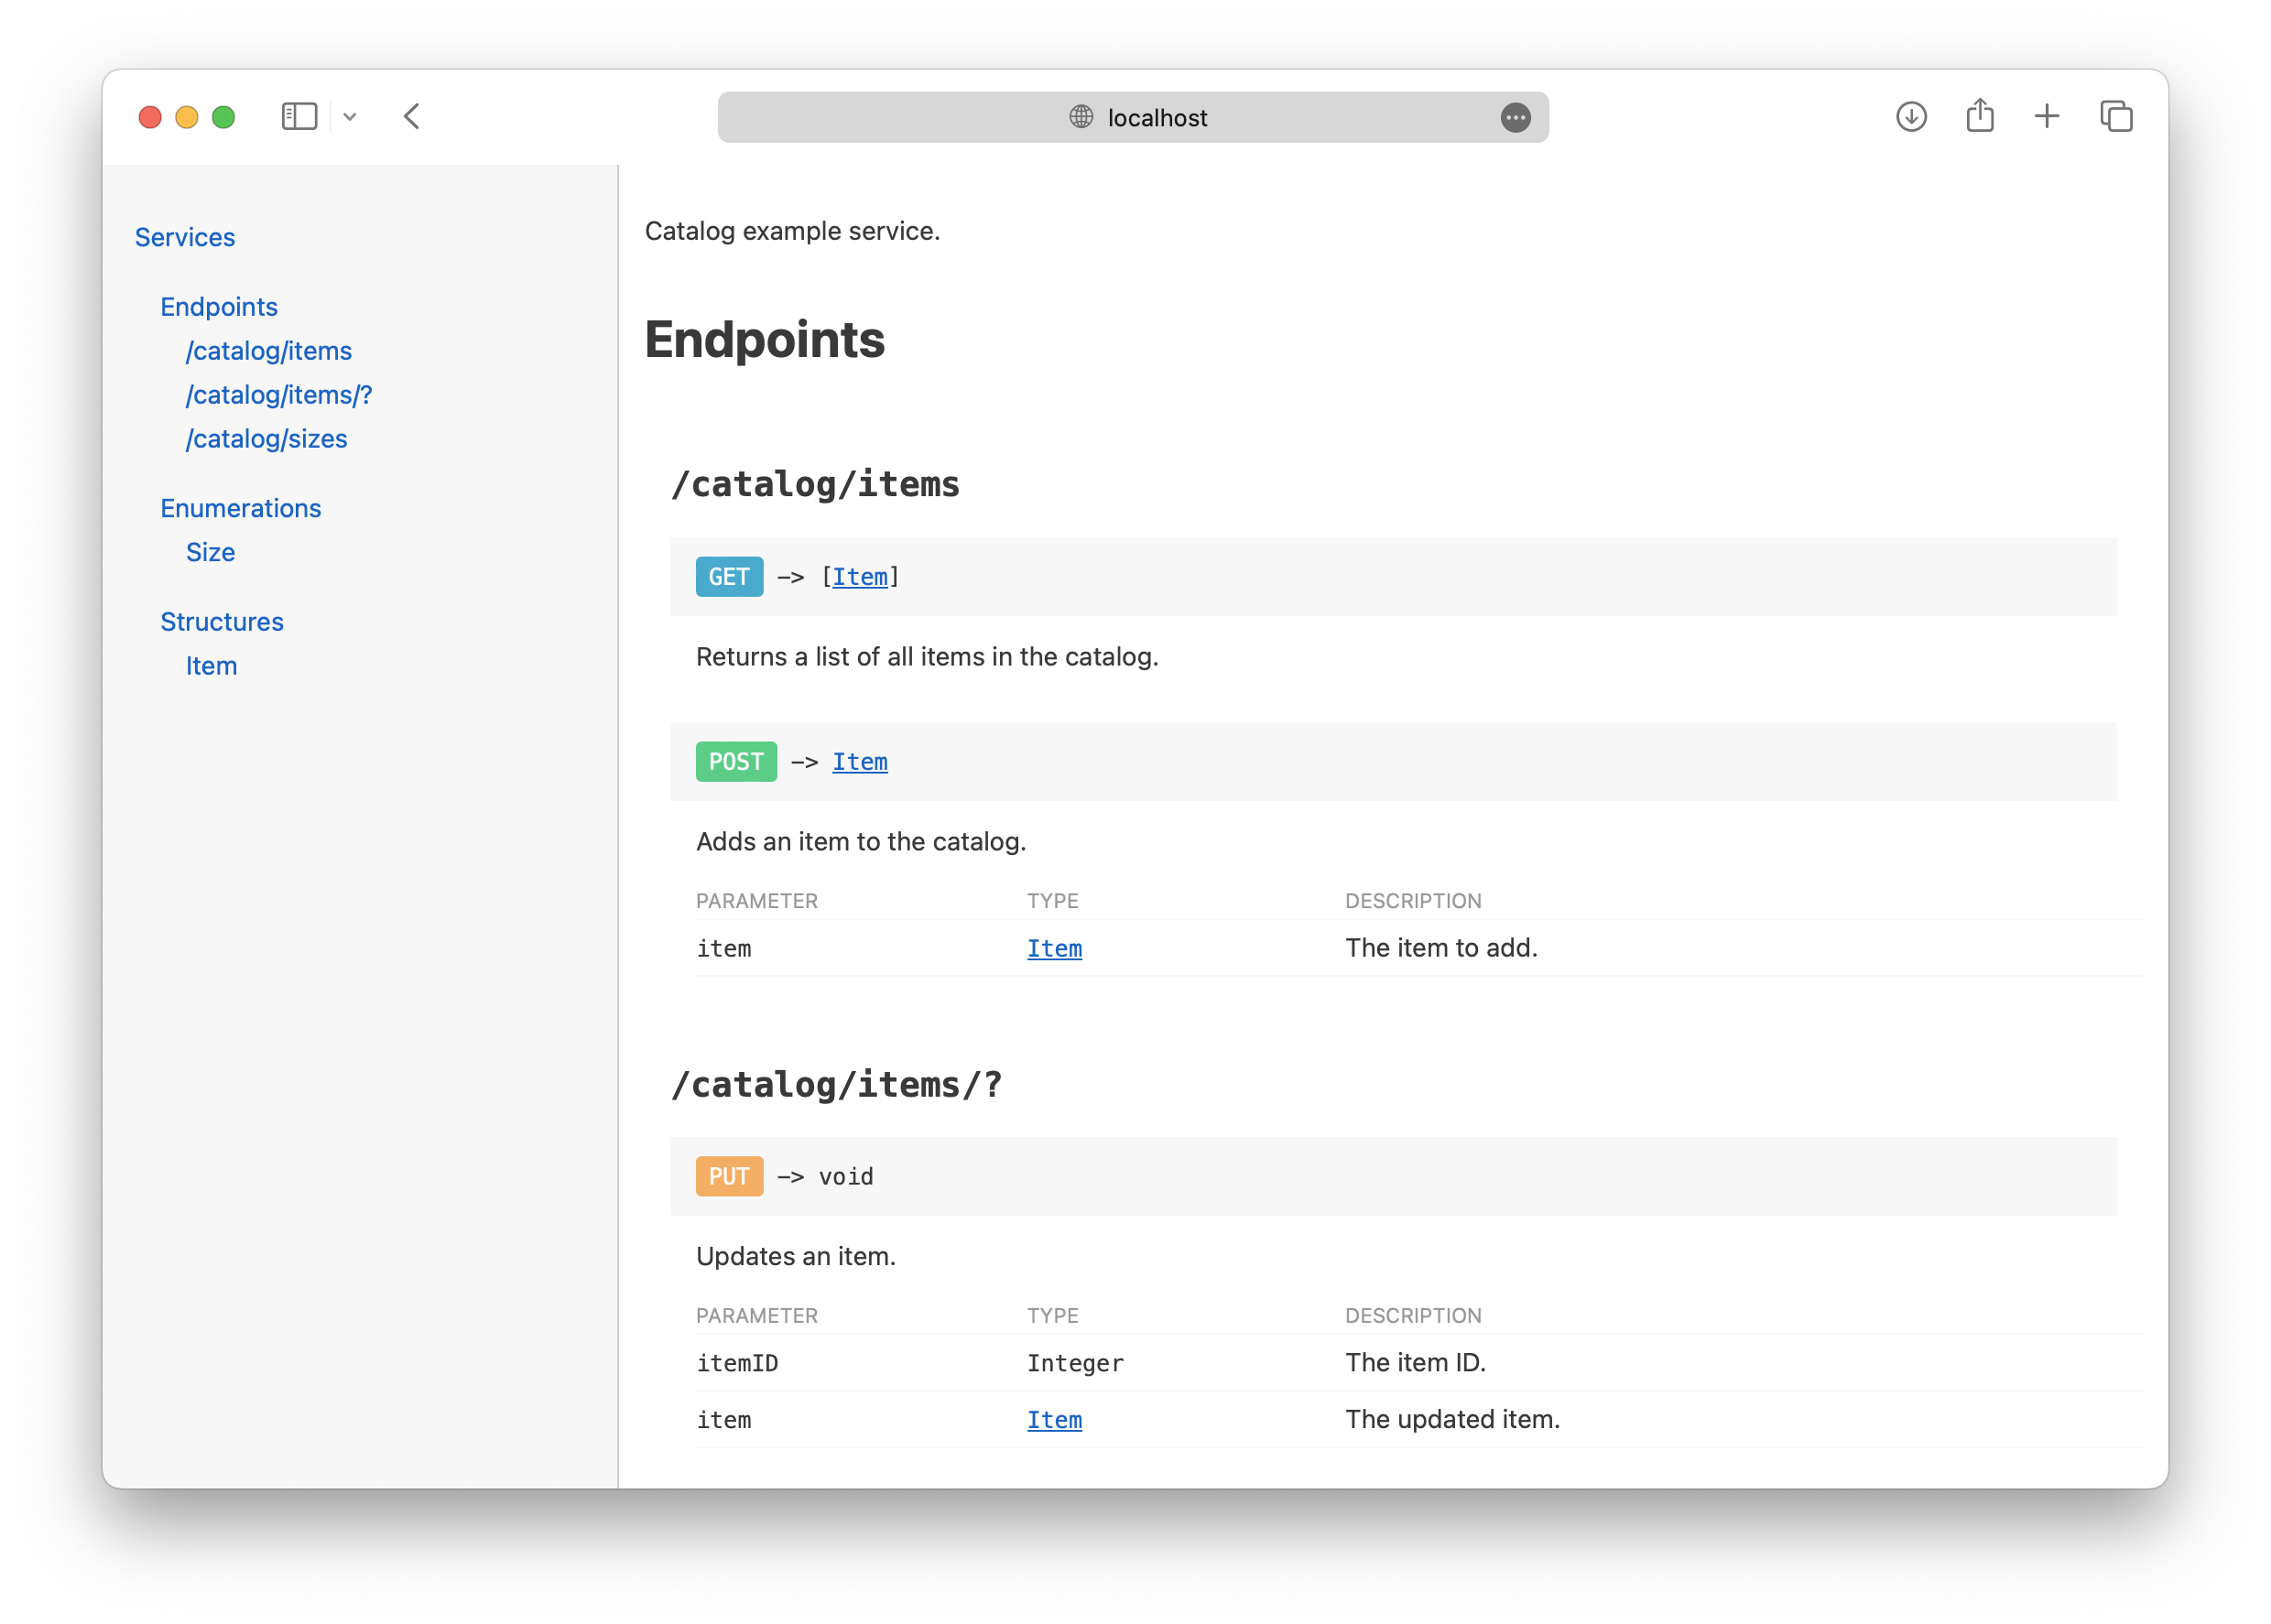 localhost
Services
Endpoints
/catalog/items
/catalog/items/?
/catalog/sizes
Enumerations
Size
Structures
Item
Catalog example service.
Endpoints
/catalog/items
GET -> [Item]
Returns a list of all items in the catalog.
POST -> Item
Adds an item to the catalog.
PARAMETER TYPE DESCRIPTION
item Item The item to add.
/catalog/items/?
PUT -> void
Updates an item.
PARAMETER TYPE DESCRIPTION
itemID Integer The item ID.
item Item The updated item.